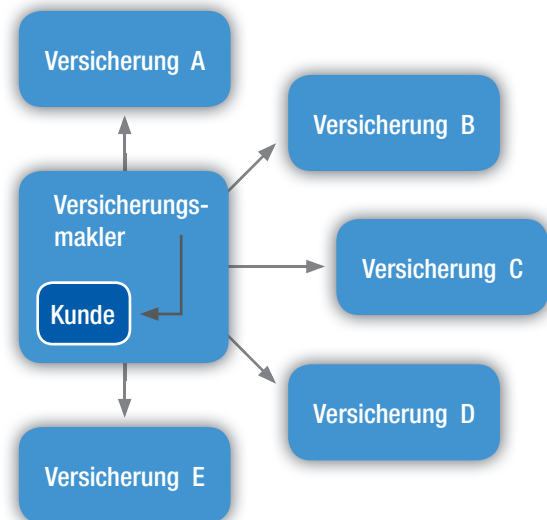 Versicherung A
Versicherung B
Versicherungs-
makler
Versicherung C
Kunde
Versicherung D
Versicherung E